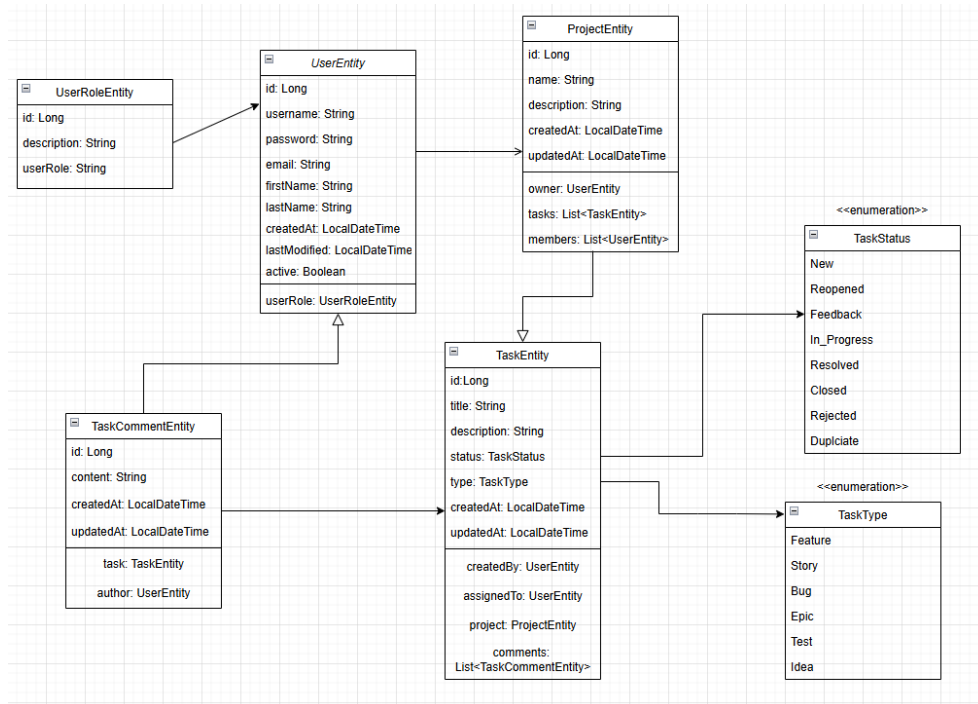 UserRoleEntity
id: Long
description: String
userRole: String
UserEntity
id: Long
username: String
password: String
email: String
firstName: String
lastName: String
createdAt: LocalDateTime
lastModified: LocalDateTime
active: Boolean
userRole: UserRoleEntity
ProjectEntity
id: Long
name: String
description: String
createdAt: LocalDateTime
updatedAt: LocalDateTime
owner: UserEntity
tasks: List<TaskEntity>
members: List<UserEntity>
<<enumeration>>
TaskStatus
New
Reopened
Feedback
In_Progress
Resolved
Closed
Rejected
Duplciate
TaskCommentEntity
id: Long
content: String
createdAt: LocalDateTime
updatedAt: LocalDateTime
task: TaskEntity
author: UserEntity
TaskEntity
id:Long
title: String
description: String
status: TaskStatus
type: TaskType
createdAt: LocalDateTime
updatedAt: LocalDateTime
createdBy: UserEntity
assignedTo: UserEntity
project: ProjectEntity
comments:
List<TaskCommentEntity>
<<enumeration>>
TaskType
Feature
Story
Bug
Epic
Test
Idea